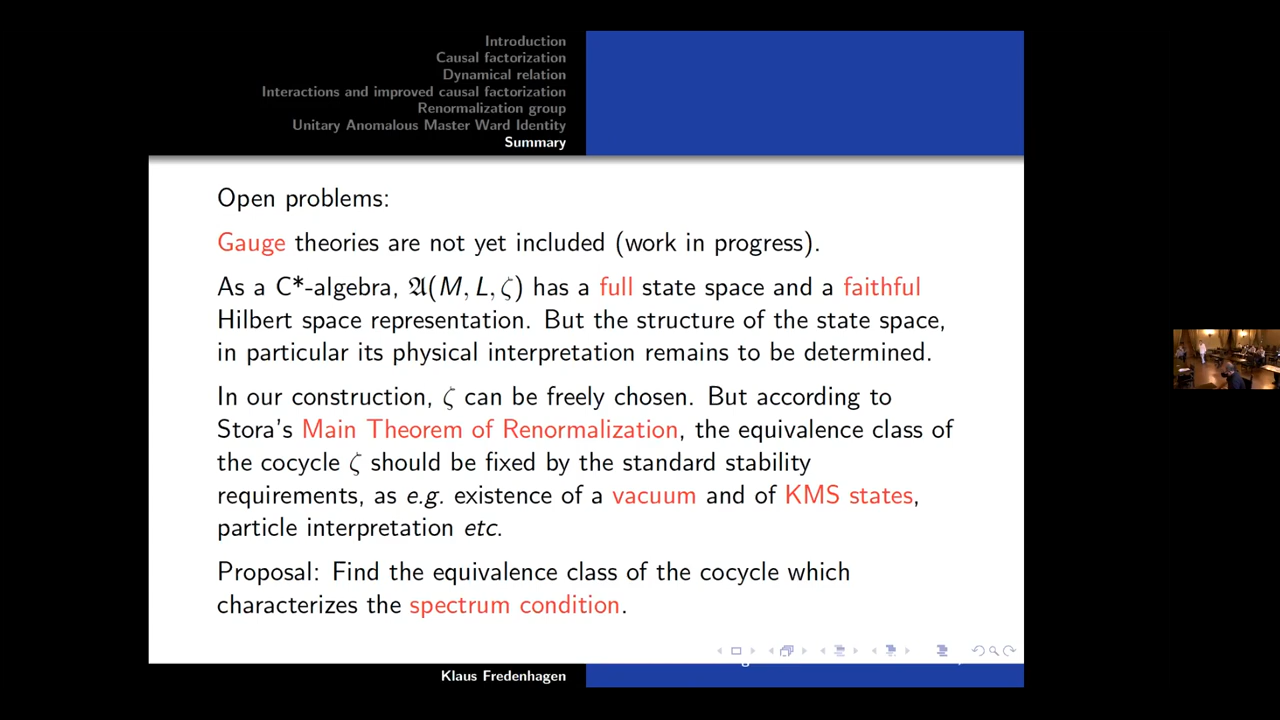 Introduction
Causal factorization
Dynamical relation
Interactions and improved causal factorization
Renormalization group
Unitary Anomalous Master Ward Identity
Summary
Open problems:
Gauge theories are not yet included (work in progress).
As a C*-algebra, 𝔄(M, L, ζ) has a full state space and a faithful
Hilbert space representation. But the structure of the state space,
in particular its physical interpretation remains to be determined.
In our construction, ζ can be freely chosen. But according to
Stora's Main Theorem of Renormalization, the equivalence class of
the cocycle ζ should be fixed by the standard stability
requirements, as e.g. existence of a vacuum and of KMS states,
particle interpretation etc.
Proposal: Find the equivalence class of the cocycle which
characterizes the spectrum condition.
Klaus Fredenhagen